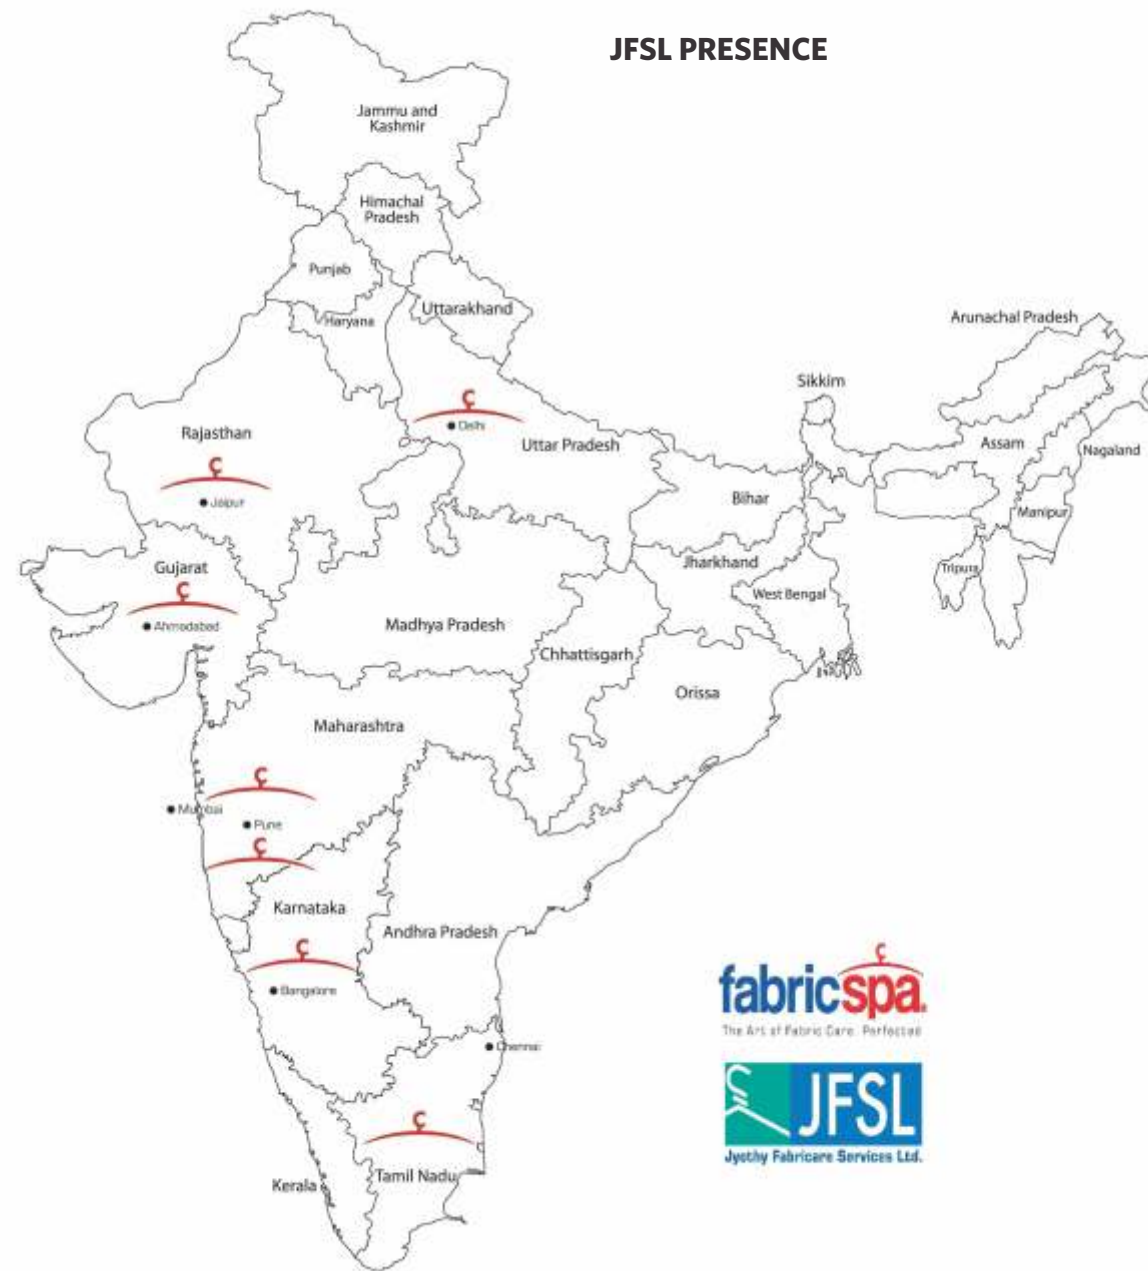 JFSL PRESENCE
Jammu and
Kashmir
Himachal
Pradesh
Punjab
Uttarakhand
Haryana
Arunachal Pradesh
Sikkim
Delhi
Rajasthan
Uttar Pradesh
Assam
Nagaland
Jaipur
Bihar
Manipur
Gujarat
Jharkhand
Tripura
West Bengal
Ahmedabad
Madhya Pradesh
Chhattisgarh
Orissa
Maharashtra
Mumbai
Pune
Karnataka
Andhra Pradesh
Bangalore
Chennai
Tamil Nadu
Kerala
fabricspa.
The Art of Fabric Care. Perfected
JFSL
Jyothy Fabricare Services Ltd.